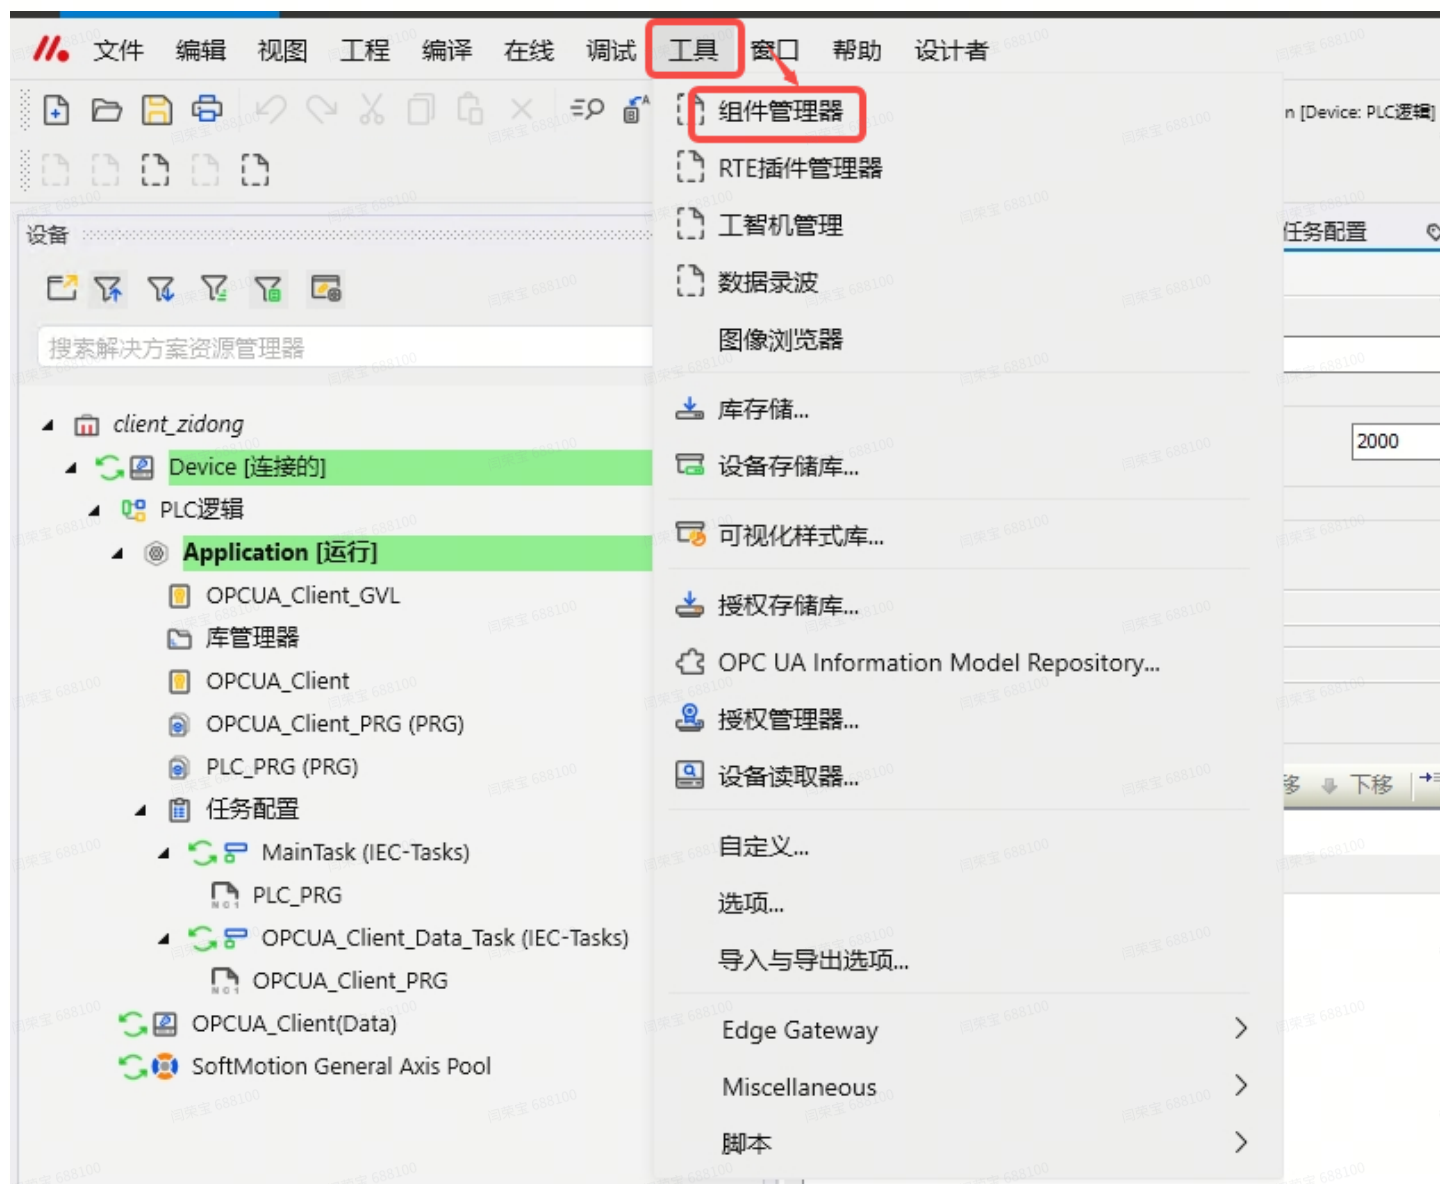 文件 编辑 视图 工程 编译 在线 调试 工具 窗口 帮助 设计者
组件管理器
n [Device: PLC逻辑]
RTE插件管理器
工智机管理
设备
任务配置
数据录波
图像浏览器
搜索解决方案资源管理器
库存储...
client_zidong
2000
Device [连接的]
设备存储库...
PLC逻辑
可视化样式库...
Application [运行]
OPCUA_Client_GVL
授权存储库...
库管理器
OPC UA Information Model Repository...
OPCUA_Client
OPCUA_Client_PRG (PRG)
授权管理器...
PLC_PRG (PRG)
设备读取器...
移 下移
任务配置
自定义...
MainTask (IEC-Tasks)
PLC_PRG
选项...
OPCUA_Client_Data_Task (IEC-Tasks)
导入与导出选项...
OPCUA_Client_PRG
OPCUA_Client(Data)
Edge Gateway
SoftMotion General Axis Pool
Miscellaneous
脚本